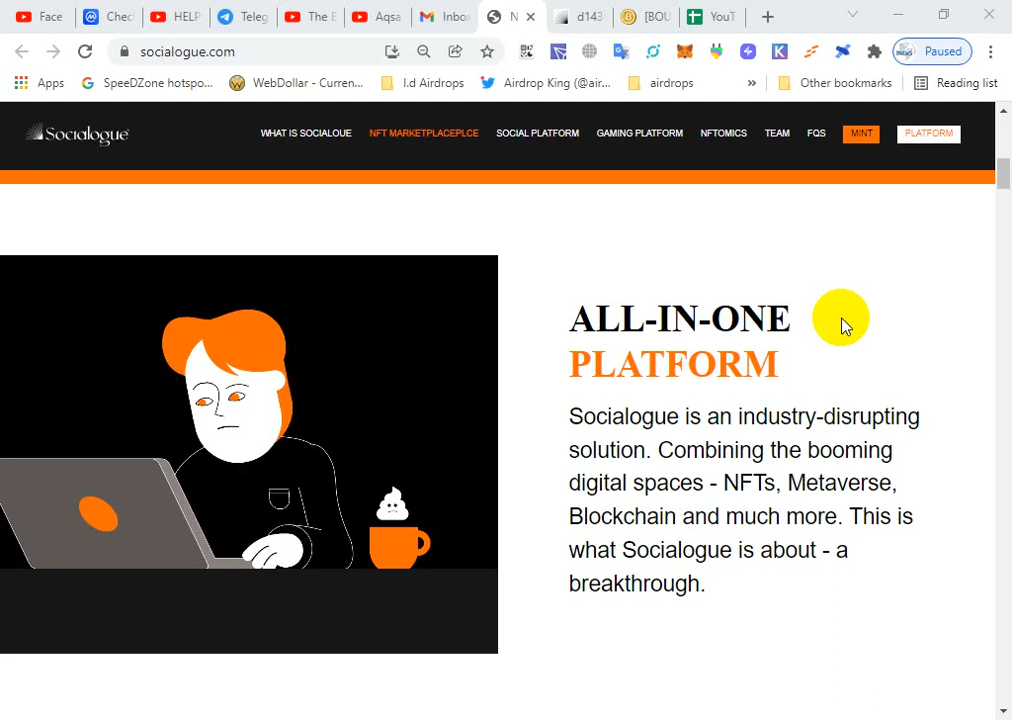 Face
Chec
HELP
Teleg
The E
Aqsa
Inbo
N
d143
[BOU
YouT
socialogue.com
Paused
Apps
SpeeDZone hotspo...
WebDollar - Curren...
I.d Airdrops
Airdrop King (@air...
airdrops
»
Other bookmarks
Reading list
Socialogue
WHAT IS SOCIALOUE
NFT MARKETPLACEPLCE
SOCIAL PLATFORM
GAMING PLATFORM
NFTOMICS
TEAM
FQS
MINT
PLATFORM
ALL-IN-ONE
PLATFORM
Socialogue is an industry-disrupting
solution. Combining the booming
digital spaces - NFTs, Metaverse,
Blockchain and much more. This is
what Socialogue is about - a
breakthrough.